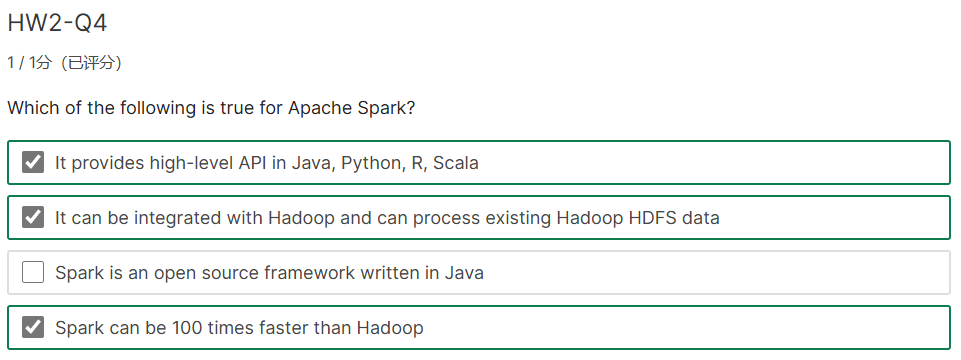 HW2-Q4
1 / 1分（已评分）
Which of the following is true for Apache Spark?
It provides high-level API in Java, Python, R, Scala
It can be integrated with Hadoop and can process existing Hadoop HDFS data
Spark is an open source framework written in Java
Spark can be 100 times faster than Hadoop